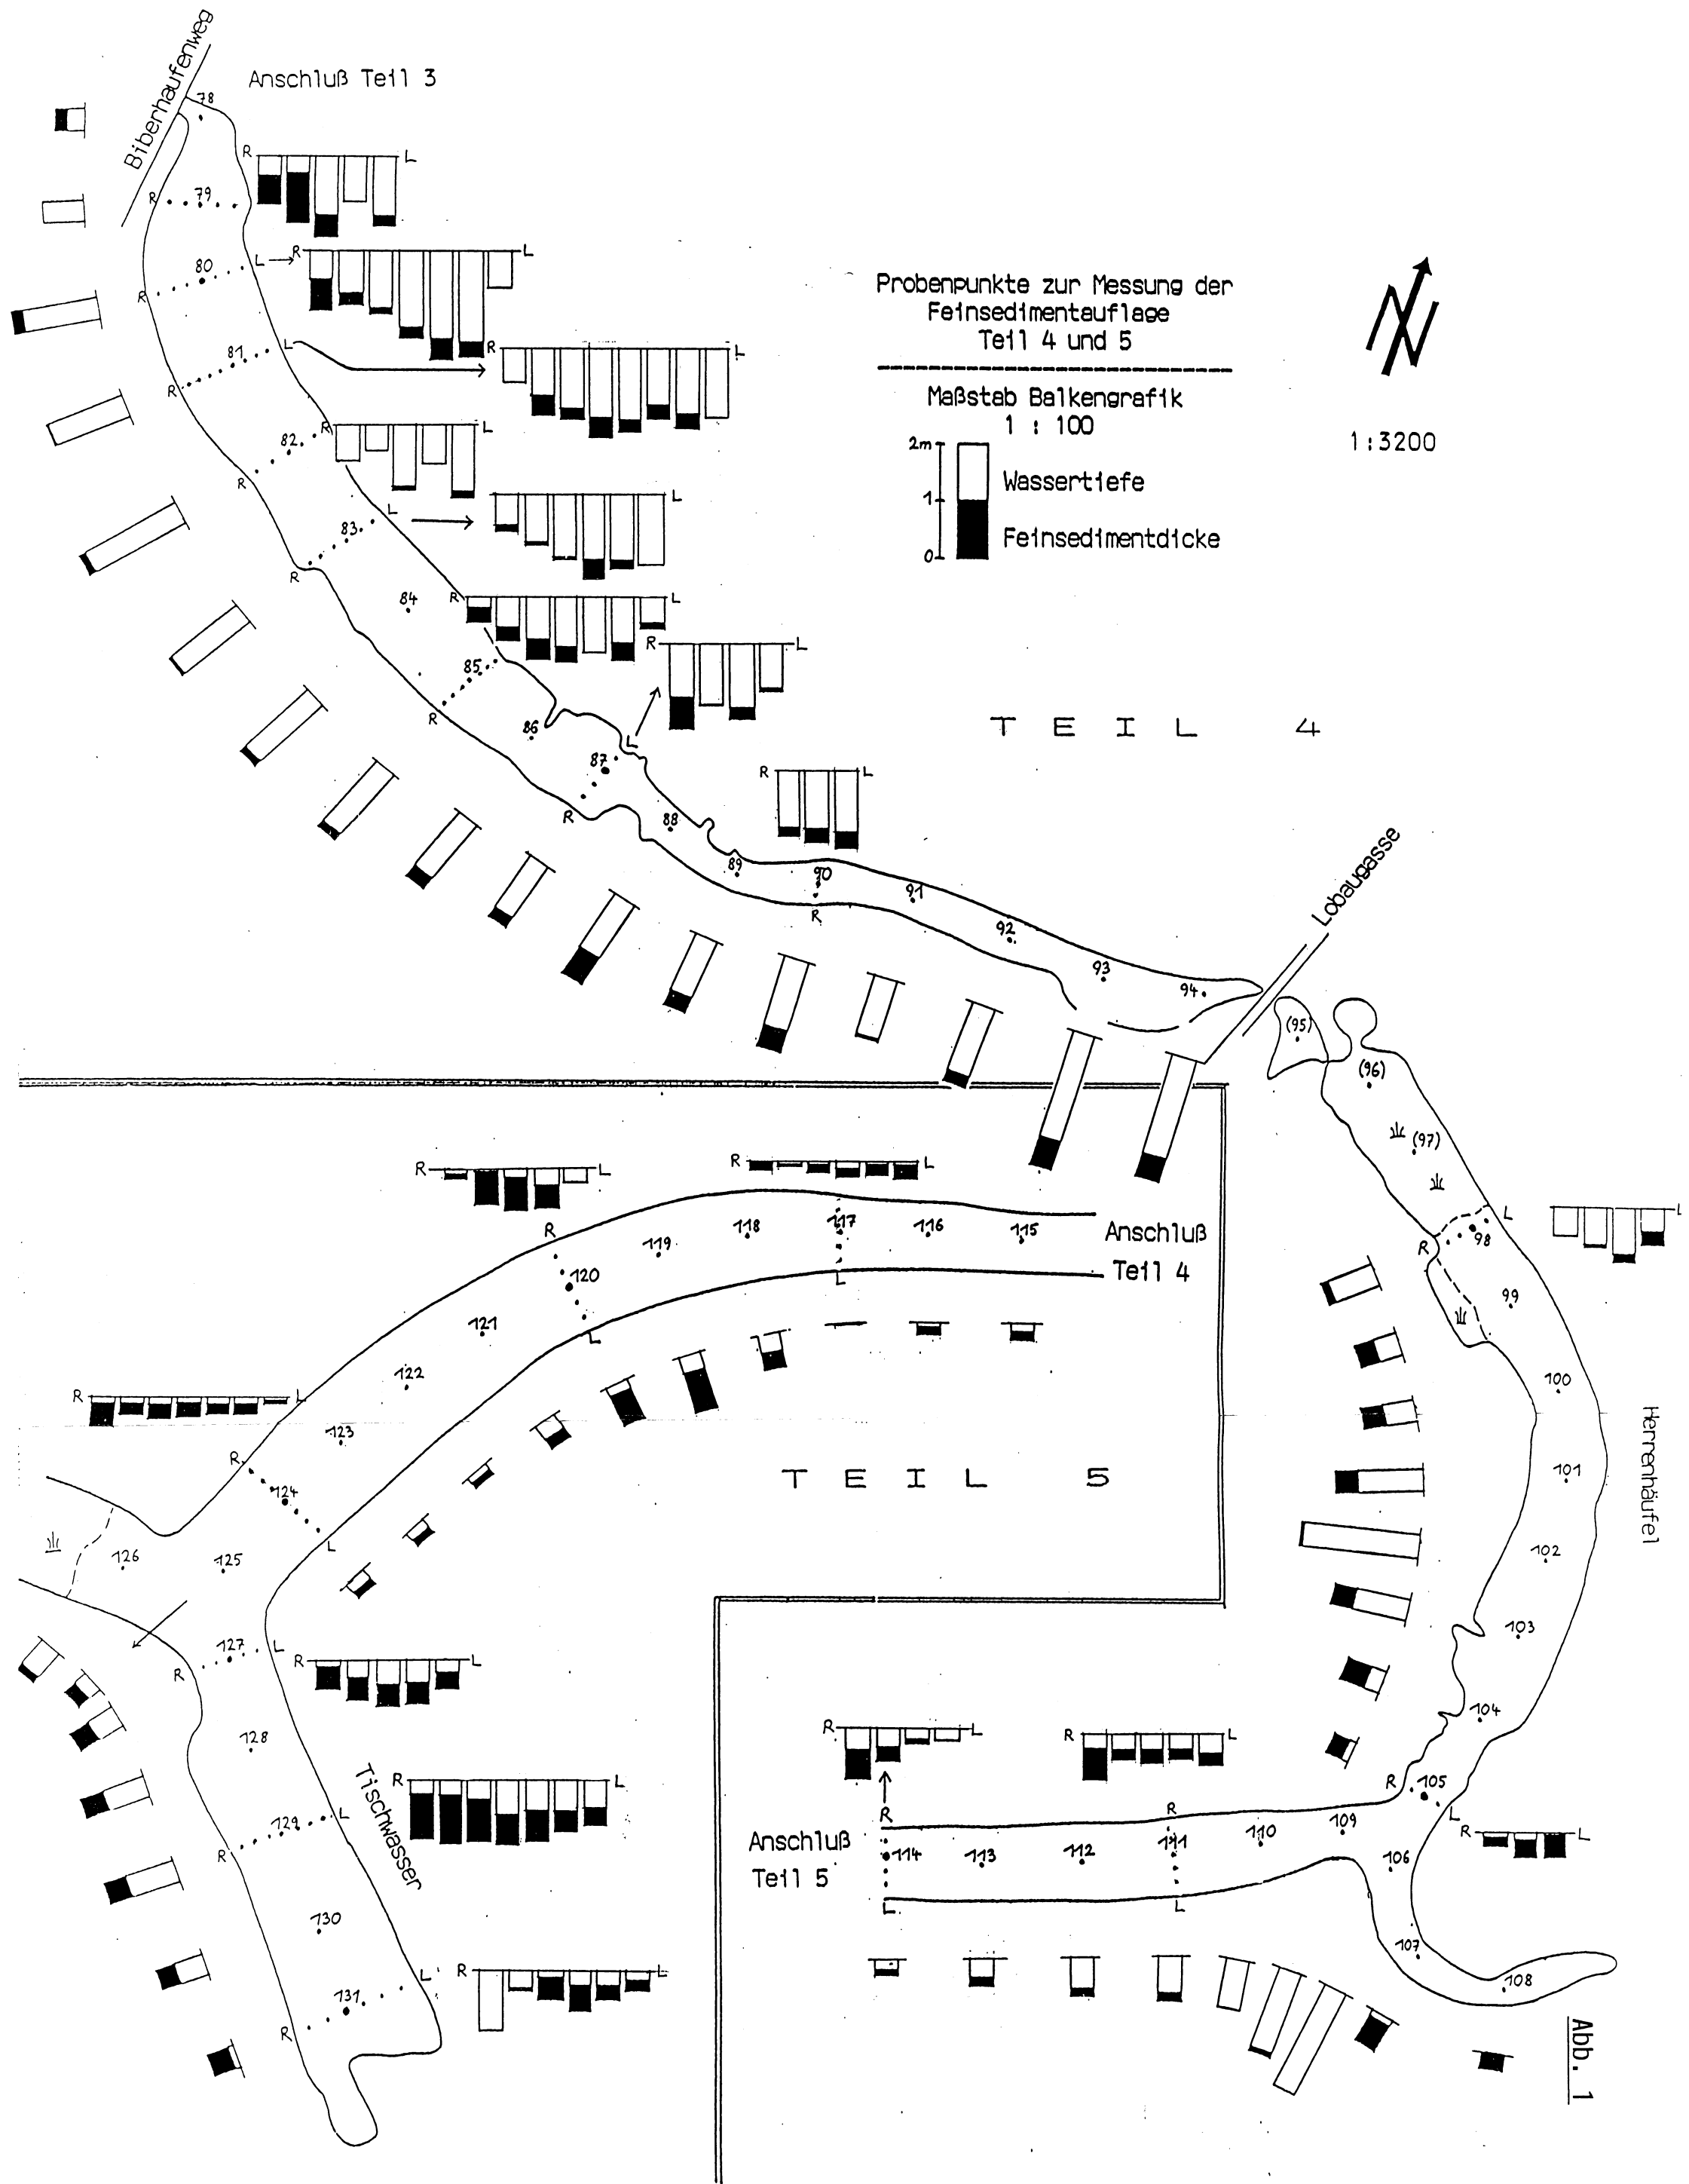 Biberhaufenweg
Anschluß Teil 3
78
R L
R 79
80 L R L
R
81 L R L
R
82 R L
R
83 L L
R
84 R L
85 R L
R
86
87 L
R
88
R L
89
90
R
91
92
93
94
Probenpunkte zur Messung der
Feinsedimentauflage
Teil 4 und 5
Maßstab Balkengrafik
1 : 100
2m
1
0
Wassertiefe
Feinsedimentdicke
N
1:3200
TEIL 4
Lobaugasse
(95)
(96)
(97)
L
R 98
L
99
100
101
102
103
104
Herrenhäufel
R 105 L
R L
106
107
108
109
110
R L
R
111
L
112
113
R L
R
114
L
Anschluß
Teil 5
Abb. 1
Anschluß
Teil 4
115
116
R L
117
L
118
119
R L
R
120
L
121
122
123
R L
R
124
L
125
126
TEIL 5
127 L
R
R L
128
Tischwasser
R L
129 L
R
130
131 L
R
R L